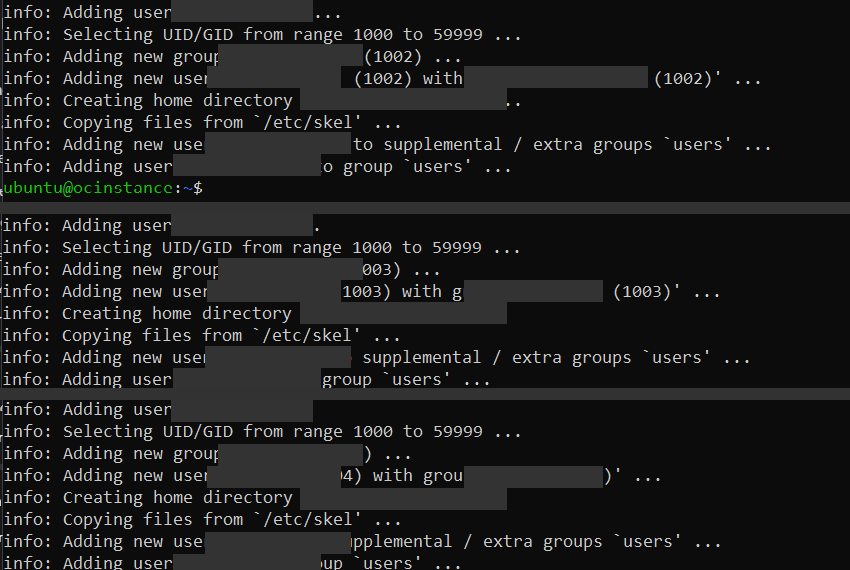 info: Adding user ...
info: Selecting UID/GID from range 1000 to 59999 ...
info: Adding new group (1002) ...
info: Adding new user (1002) with (1002)' ...
info: Creating home directory ..
info: Copying files from `/etc/skel' ...
info: Adding new user to supplemental / extra groups `users' ...
info: Adding user to group `users' ...
ubuntu@ocinstance:~$
info: Adding user .
info: Selecting UID/GID from range 1000 to 59999 ...
info: Adding new group 003) ...
info: Adding new user 1003) with g (1003)' ...
info: Creating home directory
info: Copying files from `/etc/skel' ...
info: Adding new user supplemental / extra groups `users' ...
info: Adding user group `users' ...
info: Adding user
info: Selecting UID/GID from range 1000 to 59999 ...
info: Adding new group ) ...
info: Adding new user 4) with grou )' ...
info: Creating home directory
info: Copying files from `/etc/skel' ...
info: Adding new use pplemental / extra groups `users' ...
info: Adding user up `users' ...